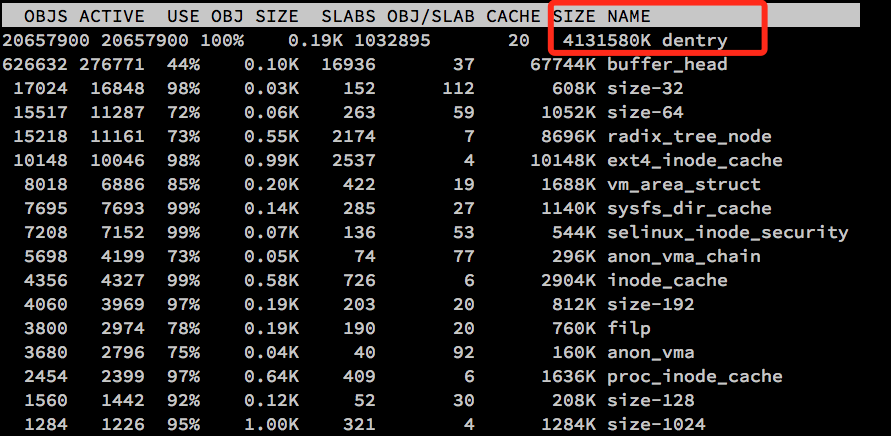 OBJS ACTIVE USE OBJ SIZE SLABS OBJ/SLAB CACHE SIZE NAME
20657900 20657900 100% 0.19K 1032895 20 4131580K dentry
626632 276771 44% 0.10K 16936 37 67744K buffer_head
17024 16848 98% 0.03K 152 112 608K size-32
15517 11287 72% 0.06K 263 59 1052K size-64
15218 11161 73% 0.55K 2174 7 8696K radix_tree_node
10148 10046 98% 0.99K 2537 4 10148K ext4_inode_cache
8018 6886 85% 0.20K 422 19 1688K vm_area_struct
7695 7693 99% 0.14K 285 27 1140K sysfs_dir_cache
7208 7152 99% 0.07K 136 53 544K selinux_inode_security
5698 4199 73% 0.05K 74 77 296K anon_vma_chain
4356 4327 99% 0.58K 726 6 2904K inode_cache
4060 3969 97% 0.19K 203 20 812K size-192
3800 2974 78% 0.19K 190 20 760K filp
3680 2796 75% 0.04K 40 92 160K anon_vma
2454 2399 97% 0.64K 409 6 1636K proc_inode_cache
1560 1442 92% 0.12K 52 30 208K size-128
1284 1226 95% 1.00K 321 4 1284K size-1024